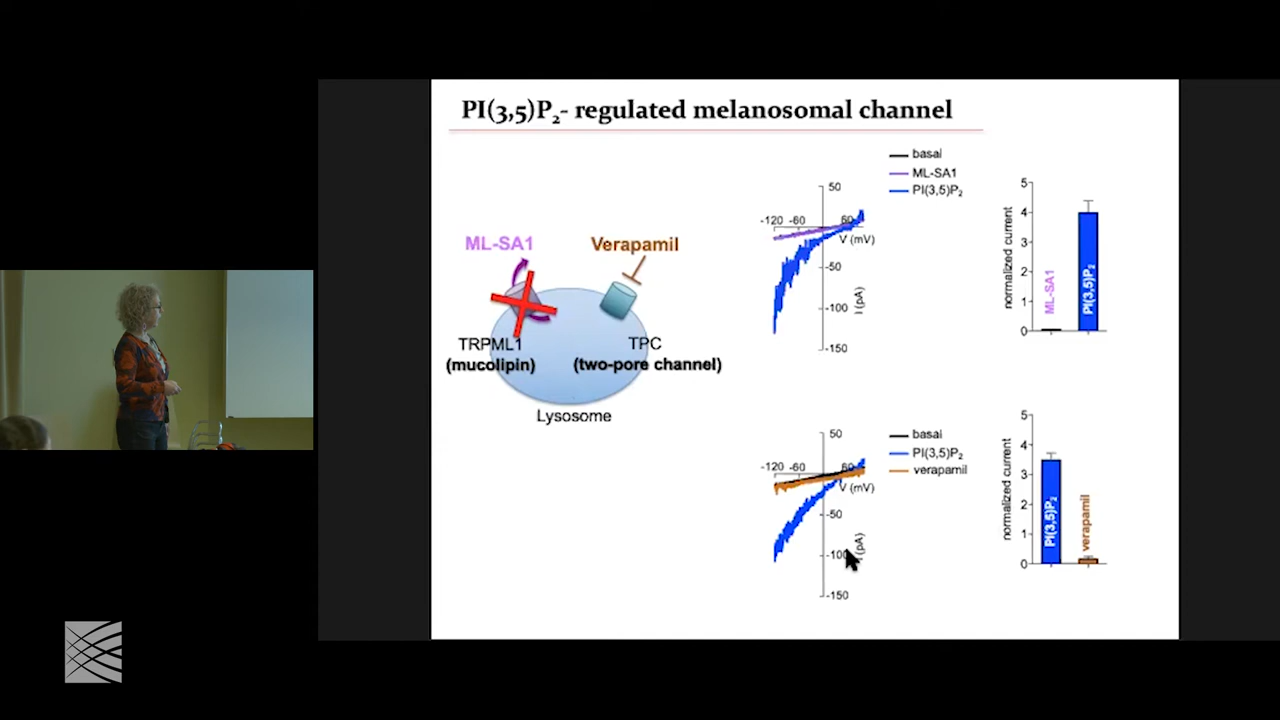 PI(3,5)P₂- regulated melanosomal channel
ML-SA1
Verapamil
TRPML1
(mucolipin)
TPC
(two-pore channel)
Lysosome
basal
ML-SA1
PI(3,5)P₂
50
-120 -60 60
V (mV)
-50
-100
-150
I (pA)
5
4
3
2
1
0
normalized current
ML-SA1
PI(3,5)P₂
basal
PI(3,5)P₂
verapamil
50
-120 -60 60
V (mV)
-50
-100
-150
(pA)
5
4
3
2
1
0
normalized current
PI(3,5)P₂
verapamil